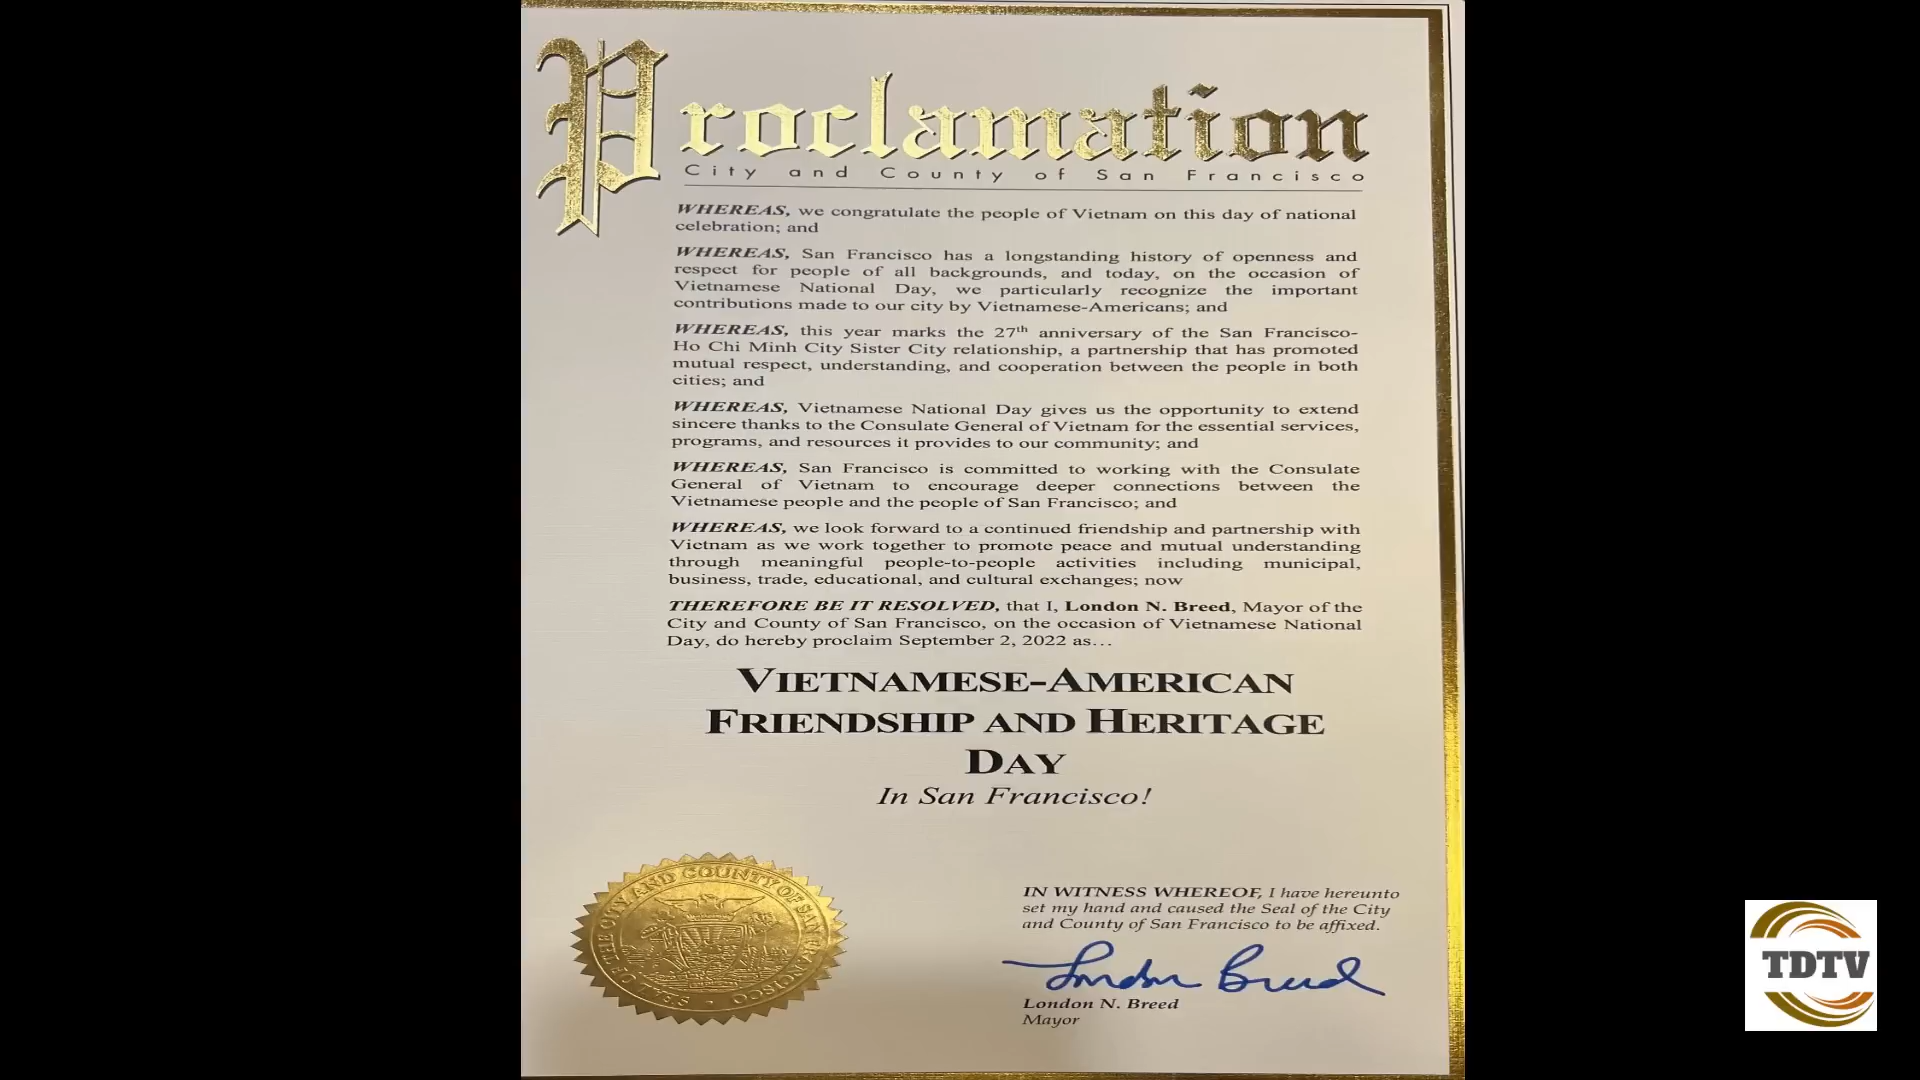 Proclamation
City and County of San Francisco
WHEREAS, we congratulate the people of Vietnam on this day of national
celebration; and
WHEREAS, San Francisco has a longstanding history of openness and
respect for people of all backgrounds, and today, on the occasion of
Vietnamese National Day, we particularly recognize the important
contributions made to our city by Vietnamese-Americans; and
WHEREAS, this year marks the 27th anniversary of the San Francisco-
Ho Chi Minh City Sister City relationship, a partnership that has promoted
mutual respect, understanding, and cooperation between the people in both
cities; and
WHEREAS, Vietnamese National Day gives us the opportunity to extend
sincere thanks to the Consulate General of Vietnam for the essential services,
programs, and resources it provides to our community; and
WHEREAS, San Francisco is committed to working with the Consulate
General of Vietnam to encourage deeper connections between the
Vietnamese people and the people of San Francisco; and
WHEREAS, we look forward to a continued friendship and partnership with
Vietnam as we work together to promote peace and mutual understanding
through meaningful people-to-people activities including municipal,
business, trade, educational, and cultural exchanges; now
THEREFORE BE IT RESOLVED, that I, London N. Breed, Mayor of the
City and County of San Francisco, on the occasion of Vietnamese National
Day, do hereby proclaim September 2, 2022 as…
VIETNAMESE-AMERICAN
FRIENDSHIP AND HERITAGE
DAY
In San Francisco!
SEAL OF THE CITY AND COUNTY OF SAN FRANCISCO
IN WITNESS WHEREOF, I have hereunto
set my hand and caused the Seal of the City
and County of San Francisco to be affixed.
London Breed
London N. Breed
Mayor
TDTV